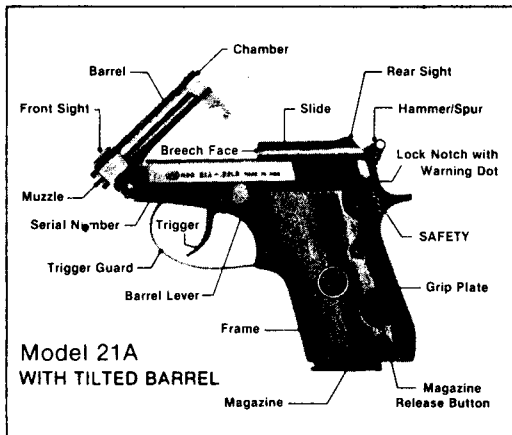 Chamber
Barrel
Rear Sight
Front Sight
Slide
Hammer/Spur
Breech Face
Lock Notch with
Warning Dot
Muzzle
Serial Number
Trigger
SAFETY
Trigger Guard
Barrel Lever
Grip Plate
Frame
Model 21A
WITH TILTED BARREL
Magazine
Magazine
Release Button